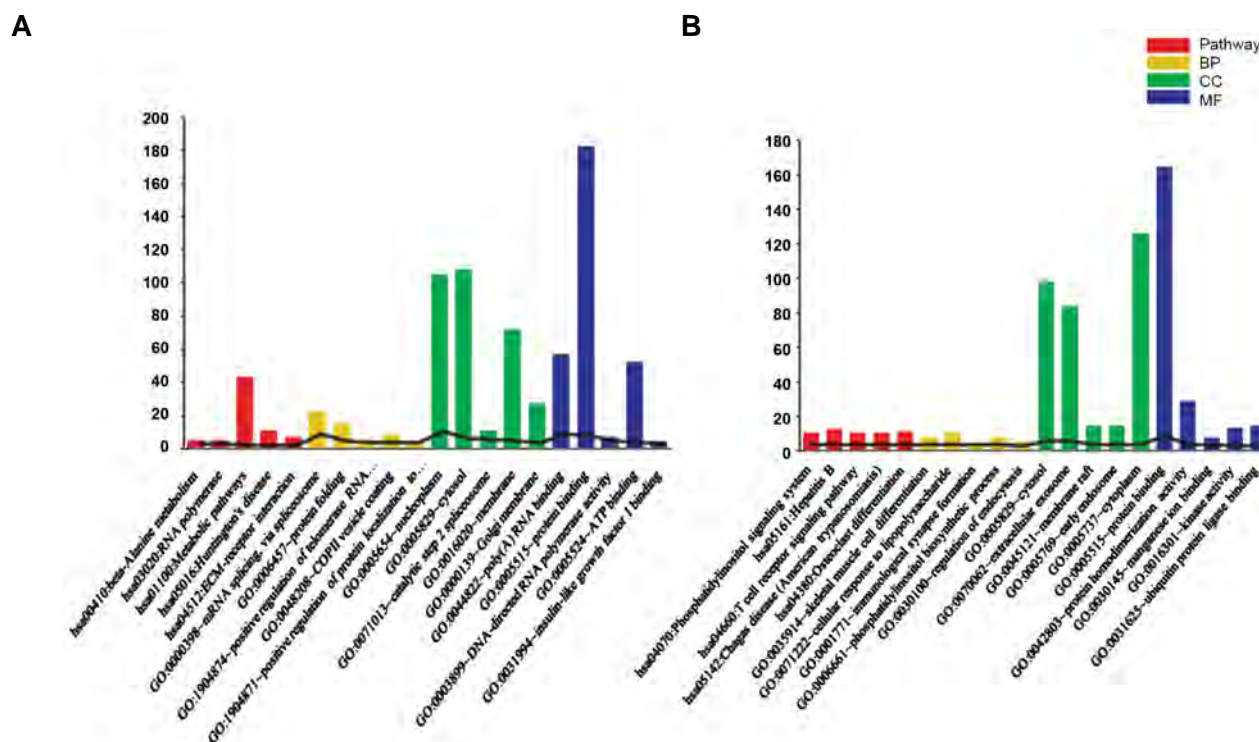 A
B
Pathway
BP
CC
MF
200
180
160
140
120
100
80
60
40
20
0
hsa00410:beta-Alanine metabolism
hsa03020:RNA polymerase
hsa01100:Metabolic pathways
hsa05016:Huntington's disease
hsa04512:ECM-receptor interaction
GO:0000398~mRNA splicing, via spliceosome
GO:0006457~protein folding
GO:1904874~positive regulation of telomerase RNA...
GO:0048208~COPII vesicle coating
GO:1904871~positive regulation of protein localization to...
GO:0005654~nucleoplasm
GO:0005829~cytosol
GO:0071013~catalytic step 2 spliceosome
GO:0016020~membrane
GO:0000139~Golgi membrane
GO:0044822~poly(A) RNA binding
GO:0005515~protein binding
GO:0003899~DNA-directed RNA polymerase activity
GO:0005524~ATP binding
GO:0031994~insulin-like growth factor I binding
180
160
140
120
100
80
60
40
20
0
hsa04070:Phosphatidylinositol signaling system
hsa05161:Hepatitis B
hsa04660:T cell receptor signaling pathway
hsa05142:Chagas disease (American trypanosomiasis)
hsa04380:Osteoclast differentiation
GO:0035914~skeletal muscle cell differentiation
GO:0071222~cellular response to lipopolysaccharide
GO:0001771~immunological synapse formation
GO:0006661~phosphatidylinositol biosynthetic process
GO:0030100~regulation of endocytosis
GO:0005829~cytosol
GO:0070062~extracellular exosome
GO:0045121~membrane raft
GO:0005769~early endosome
GO:0005737~cytoplasm
GO:0005515~protein binding
GO:0042803~protein homodimerization activity
GO:0030145~manganese ion binding
GO:0016301~kinase activity
GO:0031625~ubiquitin protein ligase binding